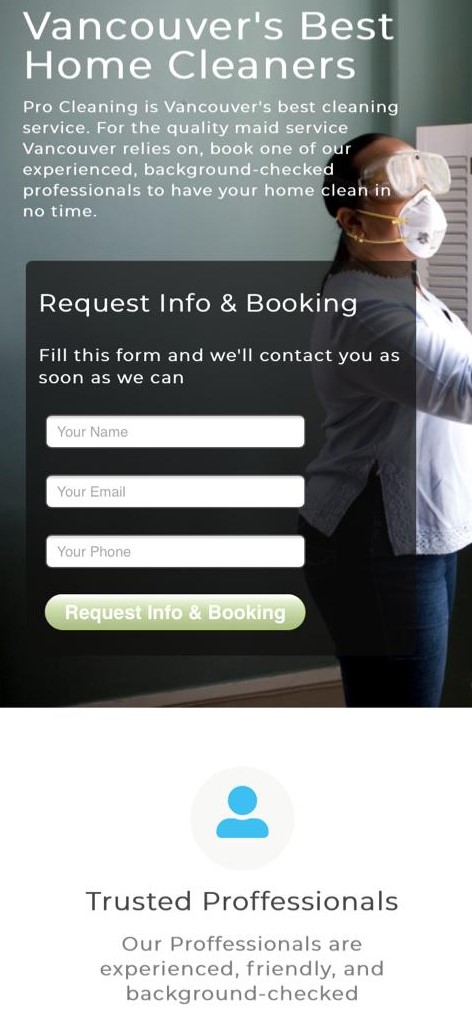 Vancouver's Best
Home Cleaners
Pro Cleaning is Vancouver's best cleaning
service. For the quality maid service
Vancouver relies on, book one of our
experienced, background-checked
professionals to have your home clean in
no time.
Request Info & Booking
Fill this form and we'll contact you as
soon as we can
Your Name
Your Email
Your Phone
Request Info & Booking
Trusted Proffessionals
Our Proffessionals are
experienced, friendly, and
background-checked